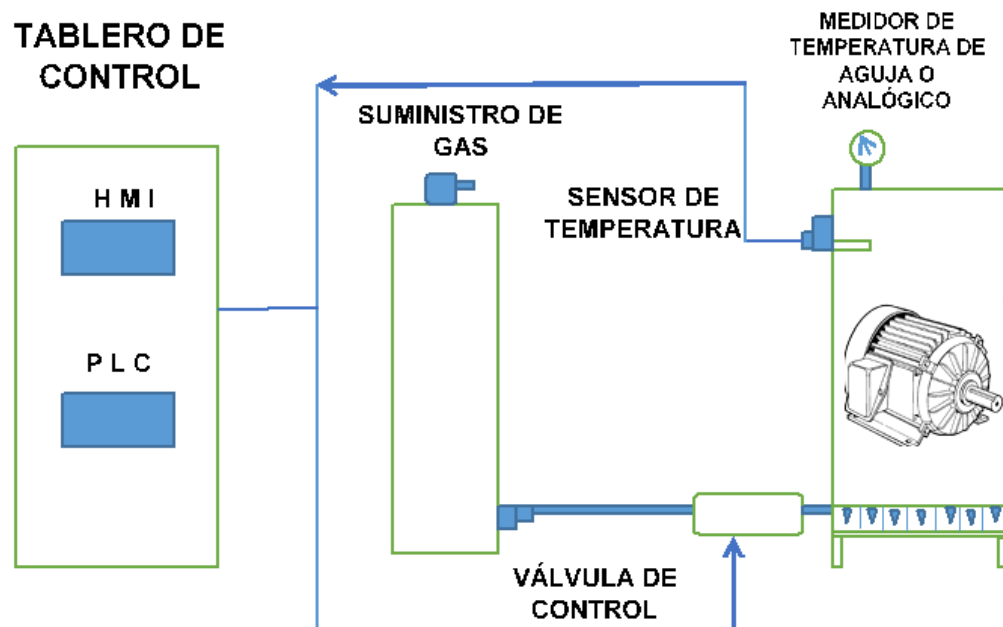 TABLERO DE
CONTROL
H M I
P L C
SUMINISTRO DE
GAS
SENSOR DE
TEMPERATURA
MEDIDOR DE
TEMPERATURA DE
AGUJA O
ANALÓGICO
VÁLVULA DE
CONTROL